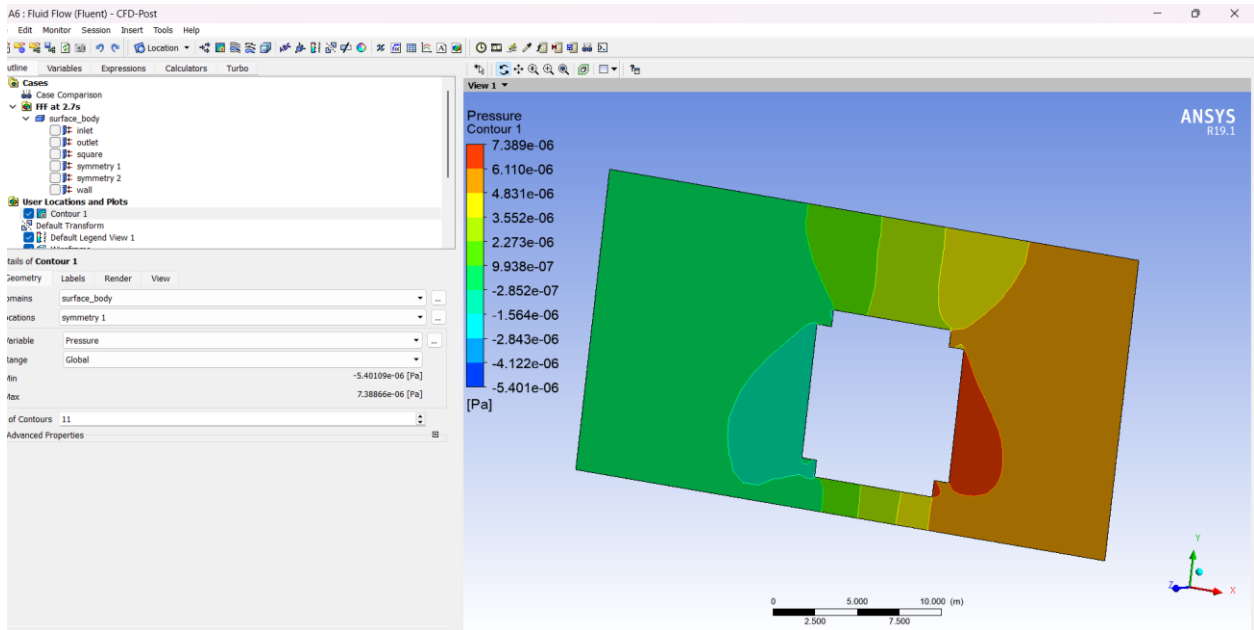 A6 : Fluid Flow (Fluent) - CFD-Post
Edit Monitor Session Insert Tools Help
Location
utline Variables Expressions Calculators Turbo
Cases
Case Comparison
FFF at 2.7s
surface_body
inlet
outlet
square
symmetry 1
symmetry 2
wall
User Locations and Plots
Contour 1
Default Transform
Default Legend View 1
tails of Contour 1
Geometry Labels Render View
omains surface_body
ocations symmetry 1
Variable Pressure
Range Global
Min -5.40109e-06 [Pa]
Max 7.38866e-06 [Pa]
of Contours 11
Advanced Properties
View 1
Pressure
Contour 1
7.389e-06
6.110e-06
4.831e-06
3.552e-06
2.273e-06
9.938e-07
-2.852e-07
-1.564e-06
-2.843e-06
-4.122e-06
-5.401e-06
[Pa]
ANSYS
R19.1
Y
Z X
0 5.000 10.000 (m)
2.500 7.500